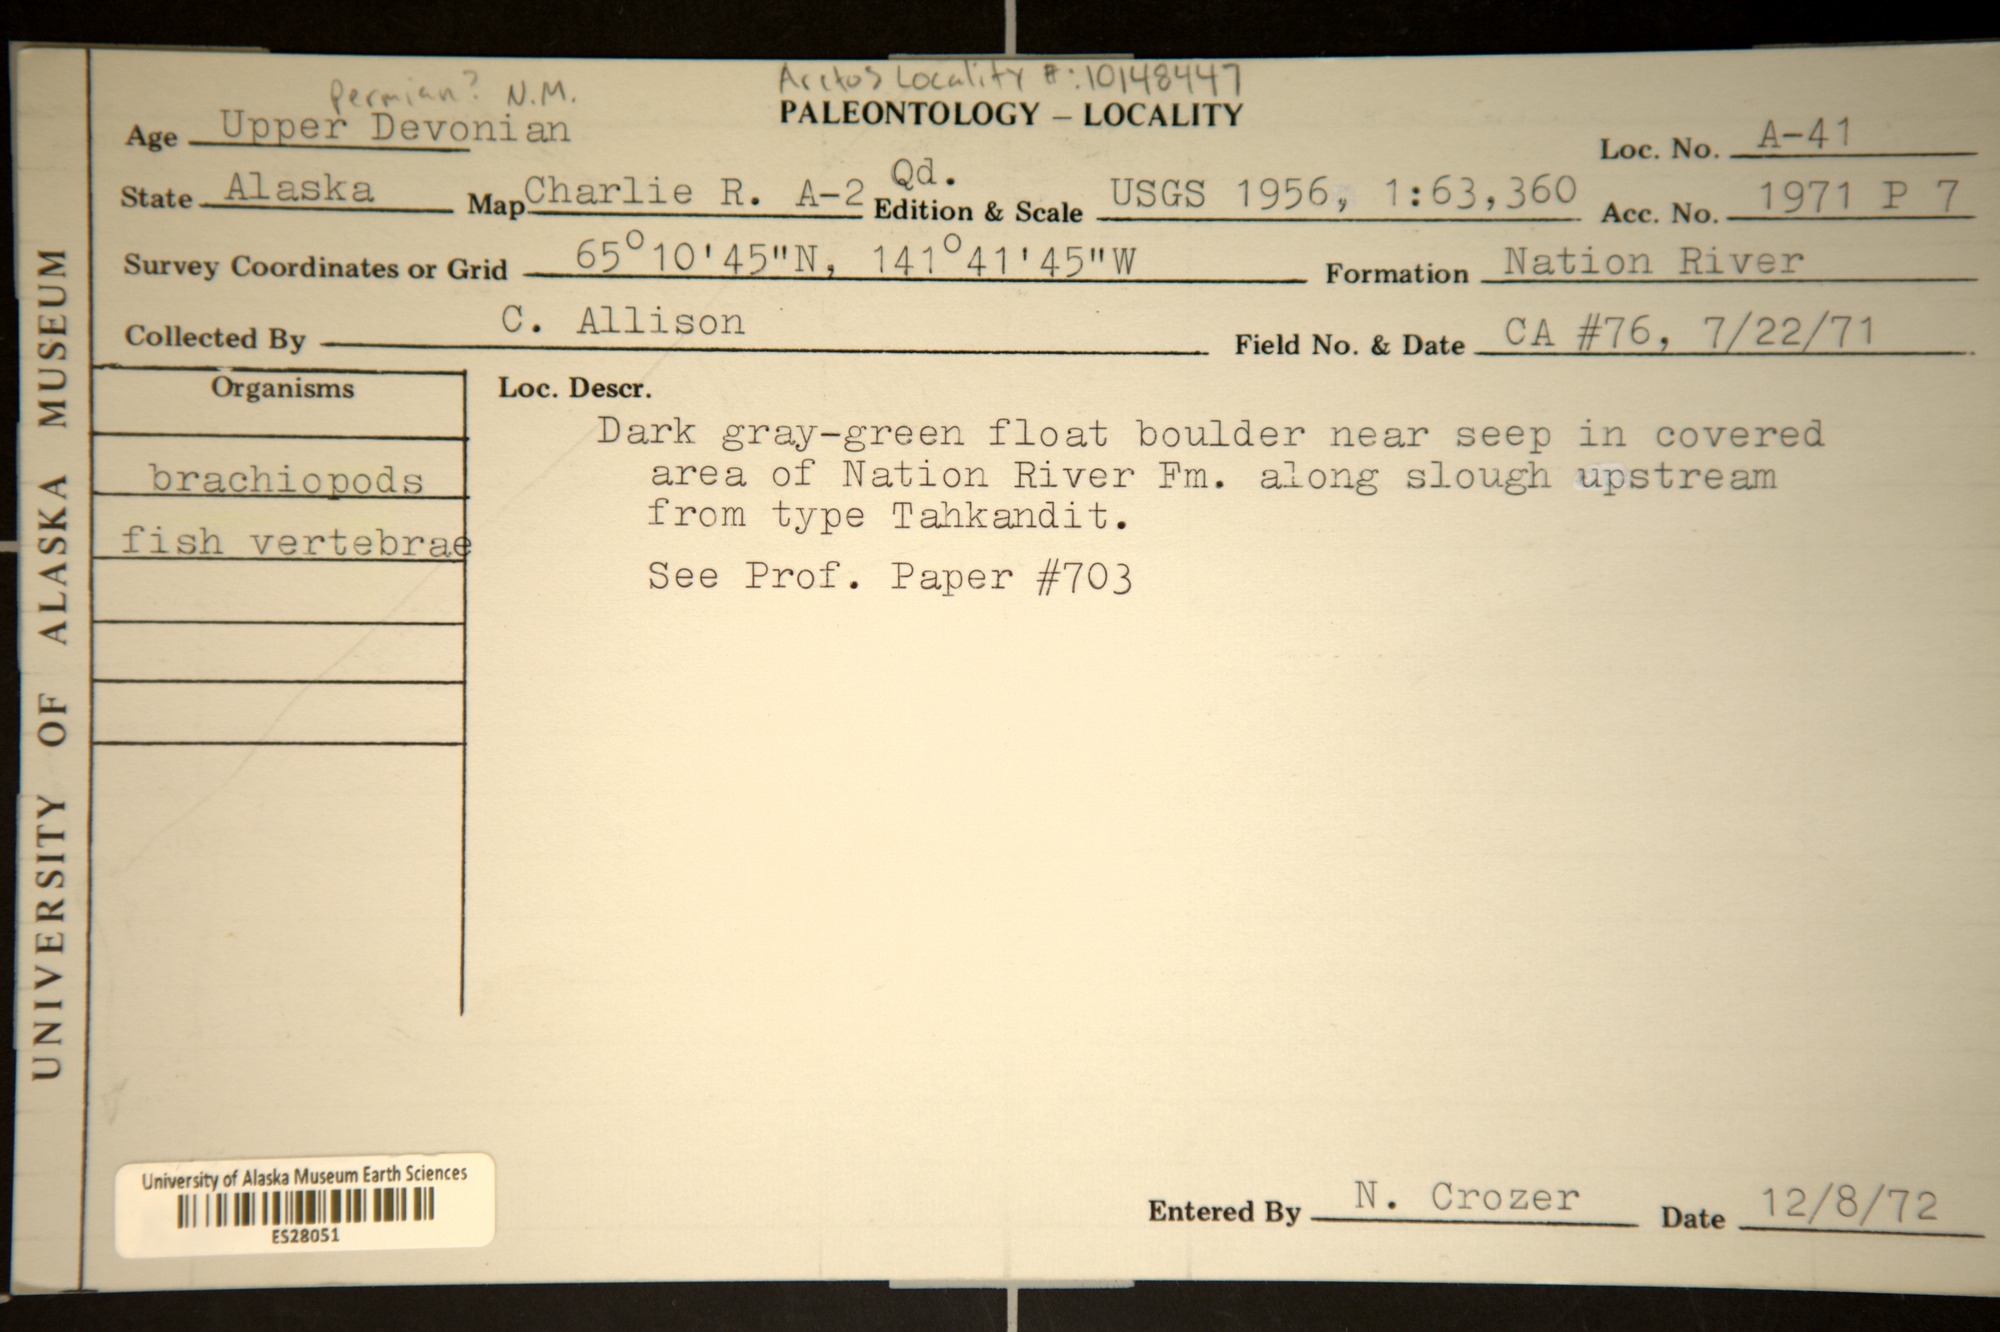 Arctos Locality #: 10148447
PALEONTOLOGY – LOCALITY
Permian? N.M.
Age Upper Devonian
Loc. No. A-41
State Alaska Map Charlie R. A-2 Qd. Edition & Scale USGS 1956, 1:63,360 Acc. No. 1971 P 7
Survey Coordinates or Grid 65°10'45"N, 141°41'45"W Formation Nation River
Collected By C. Allison Field No. & Date CA #76, 7/22/71
Organisms
brachiopods
fish vertebrae
Loc. Descr.
Dark gray-green float boulder near seep in covered
area of Nation River Fm. along slough upstream
from type Tahkandit.
See Prof. Paper #703
UNIVERSITY OF ALASKA MUSEUM
University of Alaska Museum Earth Sciences
ES28051
Entered By N. Crozer Date 12/8/72